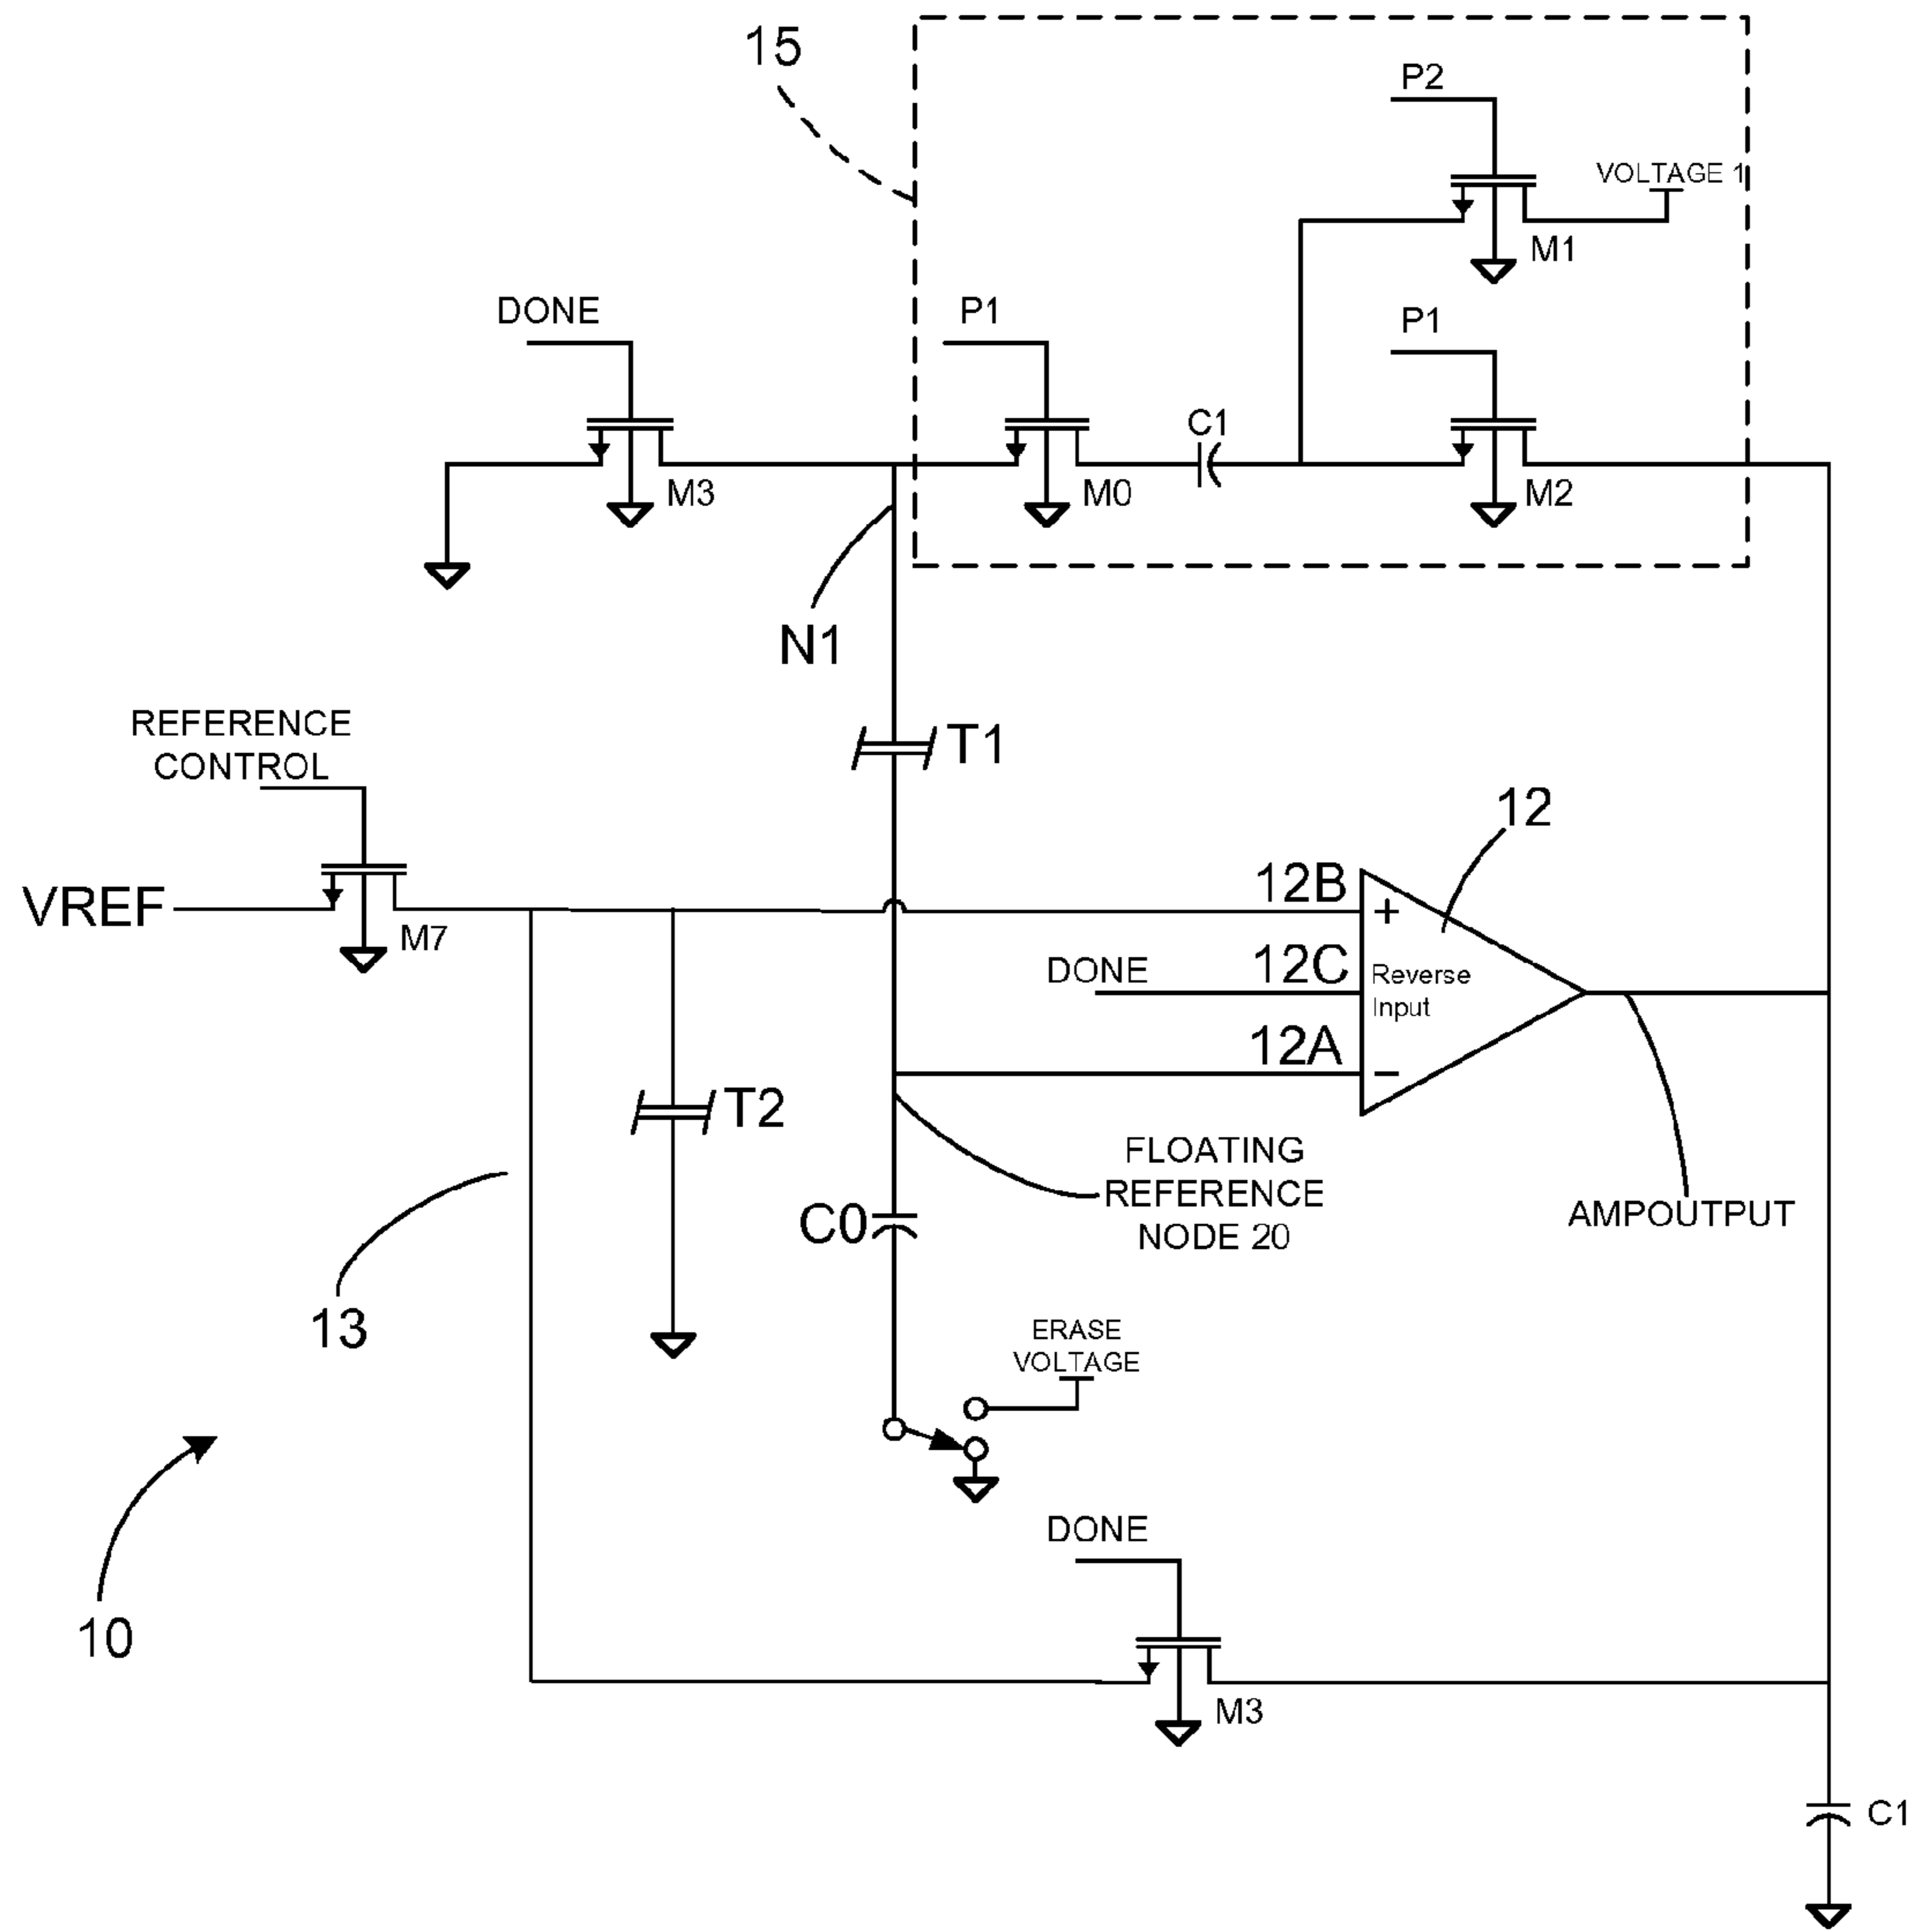 15
P2
VOLTAGE 1
M1
DONE
P1
P1
C1
M3
M0
M2
N1
REFERENCE
CONTROL
T1
12
VREF
M7
12B
+
DONE
12C
Reverse
Input
12A
−
T2
FLOATING
REFERENCE
NODE 20
AMPOUTPUT
C0
13
ERASE
VOLTAGE
DONE
10
M3
C1